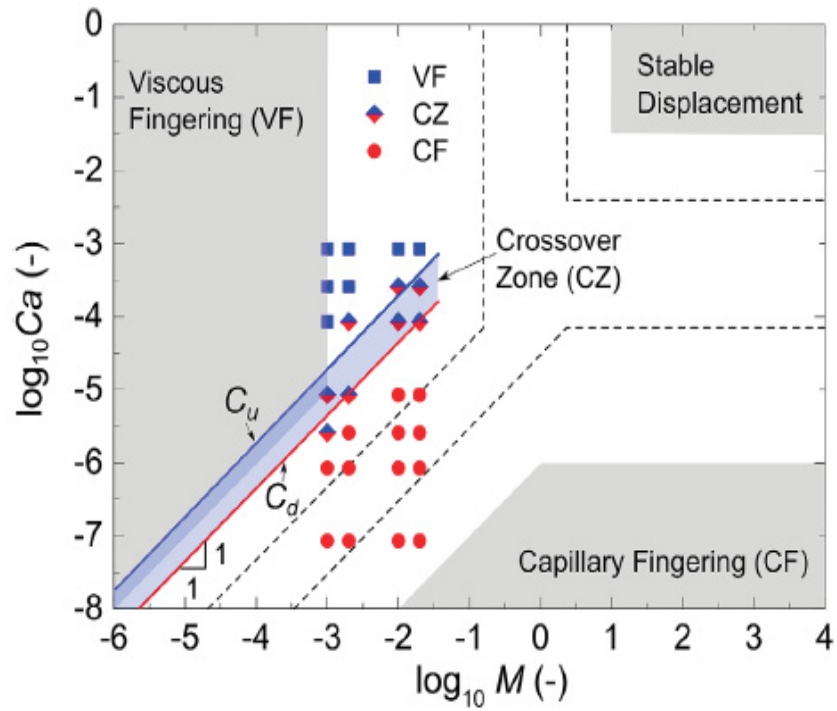 Viscous
Fingering (VF)
VF
CZ
CF
Stable
Displacement
Crossover
Zone (CZ)
C_u
C_d
1
1
Capillary Fingering (CF)
0
-1
-2
-3
-4
-5
-6
-7
-8
log₁₀Ca (-)
-6 -5 -4 -3 -2 -1 0 1 2 3 4
log₁₀ M (-)